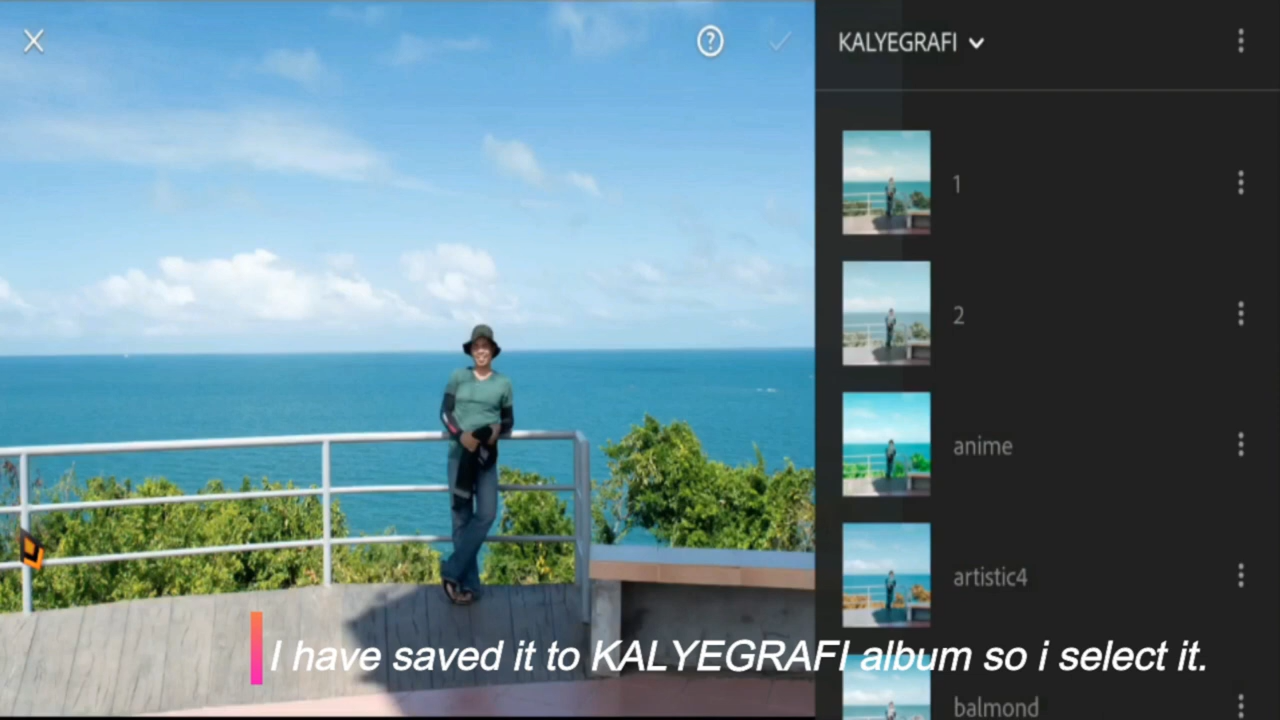 KALYEGRAFI
1
2
anime
artistic4
I have saved it to KALYEGRAFI album so i select it.
balmond